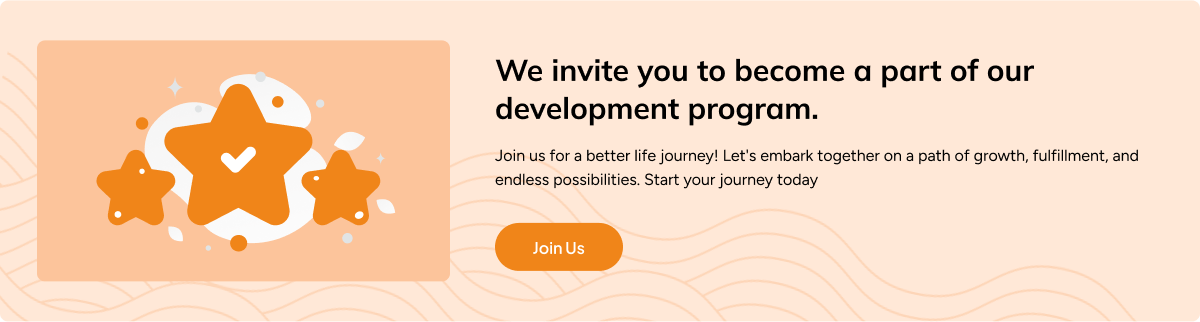 We invite you to become a part of our
development program.
Join us for a better life journey! Let's embark together on a path of growth, fulfillment, and
endless possibilities. Start your journey today
Join Us